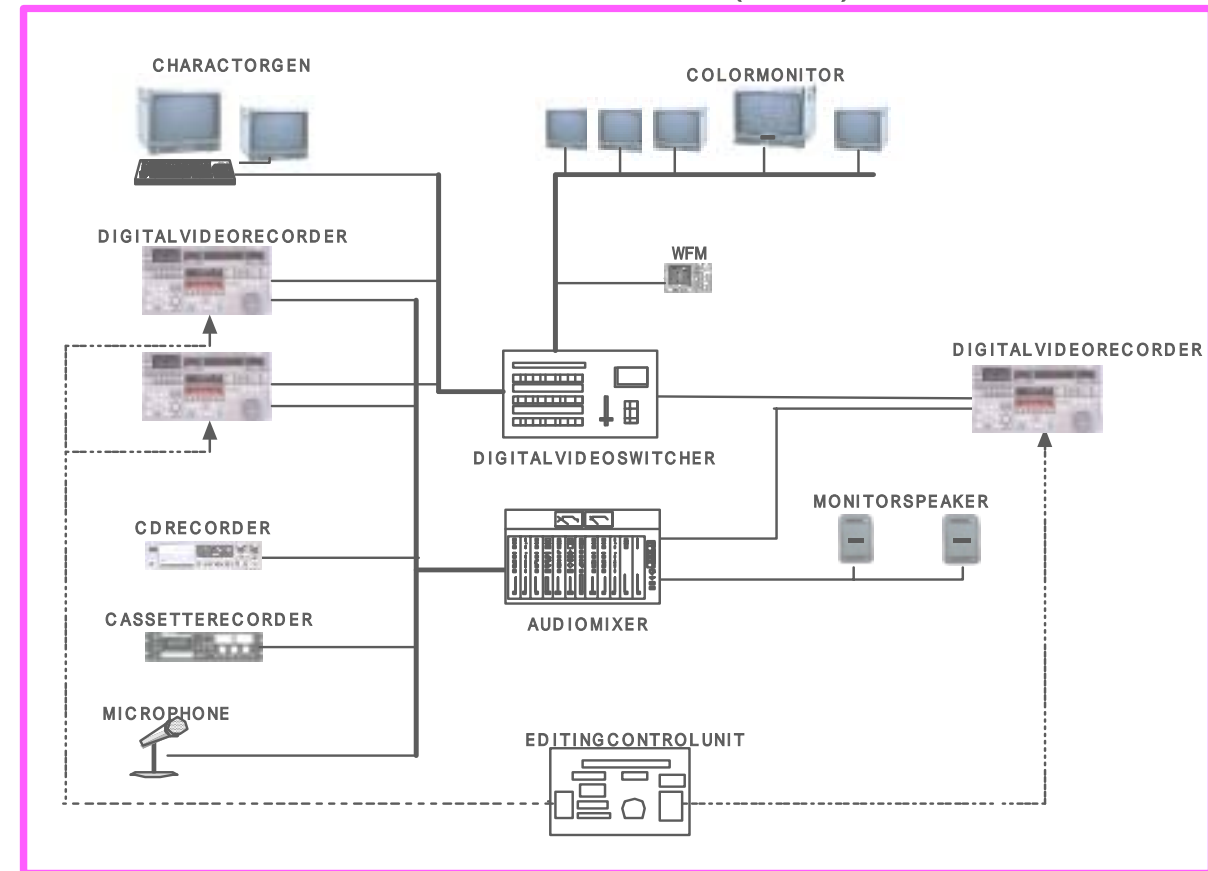 CHARACTORGEN
COLORMONITOR
DIGITALVIDEORECORDER
WFM
DIGITALVIDEORECORDER
DIGITALVIDEOSWITCHER
MONITORSPEAKER
CDRECORDER
CASSETTERECORDER
AUDIOMIXER
MICROPHONE
EDITINGCONTROLUNIT